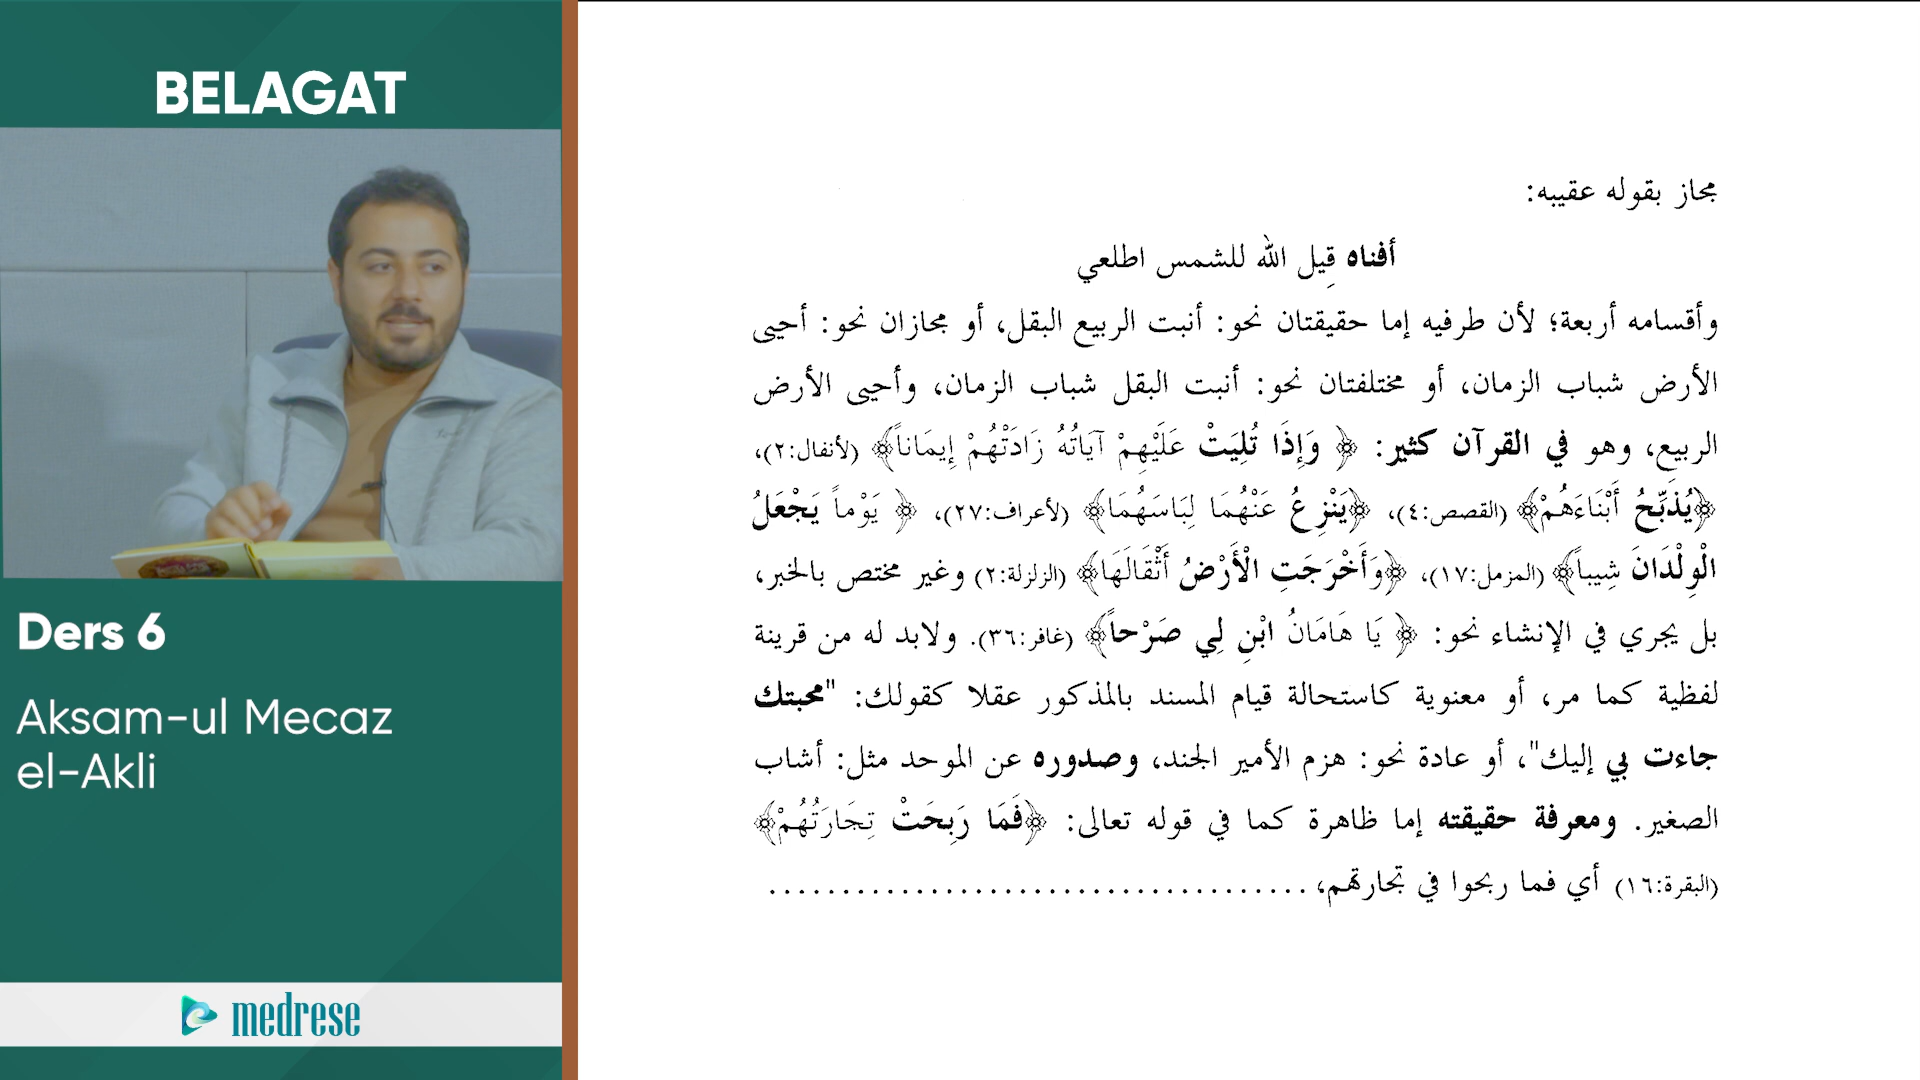 BELAGAT
Ders 6
Aksam-ul Mecaz
el-Akli
medrese
مجاز بقوله عقيبه:
أفناه قِيل الله للشمس اطلعي
وأقسامه أربعة؛ لأن طرفيه إما حقيقتان نحو: أنبت الربيع البقل، أو مجازان نحو: أحيى
الأرض شباب الزمان، أو مختلفتان نحو: أنبت البقل شباب الزمان، وأحيى الأرض
الربيع، وهو في القرآن كثير: ﴿ وَإِذَا تُلِيَتْ عَلَيْهِمْ آيَاتُهُ زَادَتْهُمْ إِيمَاناً﴾ (لأنفال:٢)،
﴿يُذَبِّحُ أَبْنَاءَهُمْ﴾ (القصص:٤)، ﴿يَنْزِعُ عَنْهُمَا لِبَاسَهُمَا﴾ (لأعراف:٢٧)، ﴿ يَوْماً يَجْعَلُ
الْوِلْدَانَ شِيباً﴾ (المزمل:١٧)، ﴿وَأَخْرَجَتِ الْأَرْضُ أَثْقَالَهَا﴾ (الزلزلة:٢) وغير مختص بالخبر،
بل يجري في الإنشاء نحو: ﴿ يَا هَامَانُ ابْنِ لِي صَرْحاً﴾ (غافر:٣٦). ولابد له من قرينة
لفظية كما مر، أو معنوية كاستحالة قيام المسند بالمذكور عقلا كقولك: "محبتك
جاءت بي إليك"، أو عادة نحو: هزم الأمير الجند، وصدوره عن الموحد مثل: أشاب
الصغير. ومعرفة حقيقته إما ظاهرة كما في قوله تعالى: ﴿فَمَا رَبِحَتْ تِجَارَتُهُمْ﴾
(البقرة:١٦) أي فما ربحوا في تجارتهم، .....................................